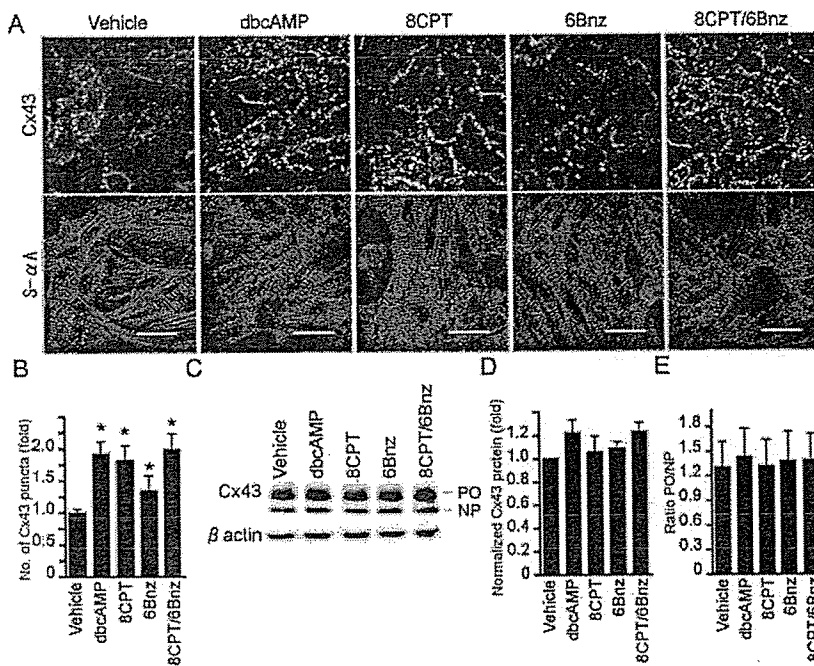 A
Vehicle dbcAMP 8CPT 6Bnz 8CPT/6Bnz
Cx43
S-αA
B
No. of Cx43 puncta (fold)
2.0
1.5
1.0
0.5
0
* * * *
Vehicle
dbcAMP
8CPT
6Bnz
8CPT/6Bnz
C
Vehicle
dbcAMP
8CPT
6Bnz
8CPT/6Bnz
Cx43
PO
NP
β actin
D
Normalized Cx43 protein (fold)
1.2
1.0
0.8
0.6
0.4
0.2
0
Vehicle
dbcAMP
8CPT
6Bnz
8CPT/6Bnz
E
Ratio PO/NP
1.8
1.5
1.2
0.9
0.6
0.3
0
Vehicle
dbcAMP
8CPT
6Bnz
8CPT/6Bnz